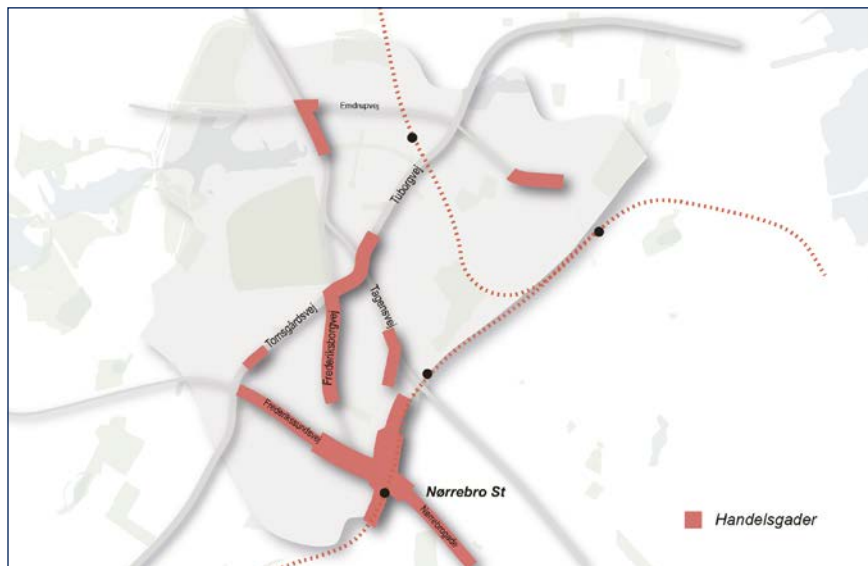 Emdrupvej
Tuborgvej
Tagensvej
Tomsgårdsvej
Frederiksborgvej
Frederikssundsvej
Nørrebro St
Nørrebrogade
Handelsgader